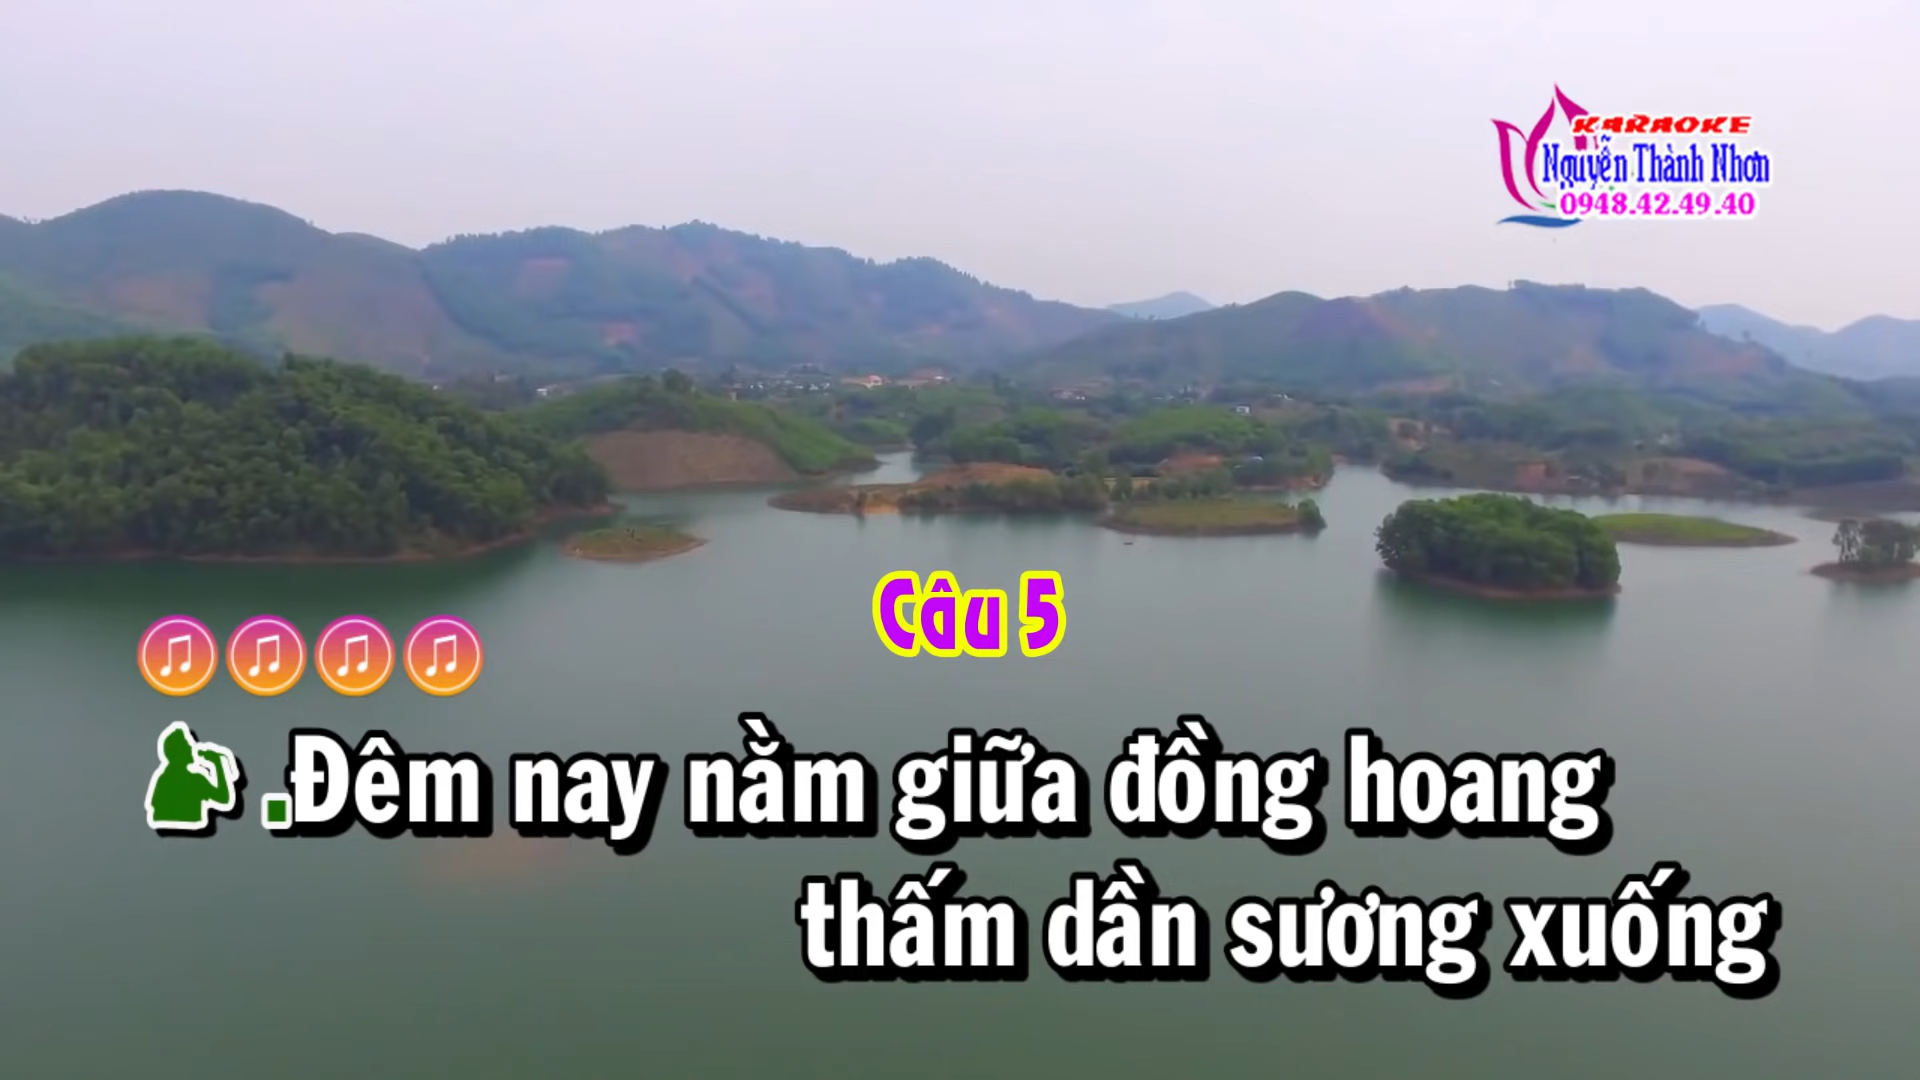 KARAOKE
Nguyễn Thành Nhơn
0948.42.49.40
Câu 5
.Đêm nay nằm giữa đồng hoang
thấm dần sương xuống